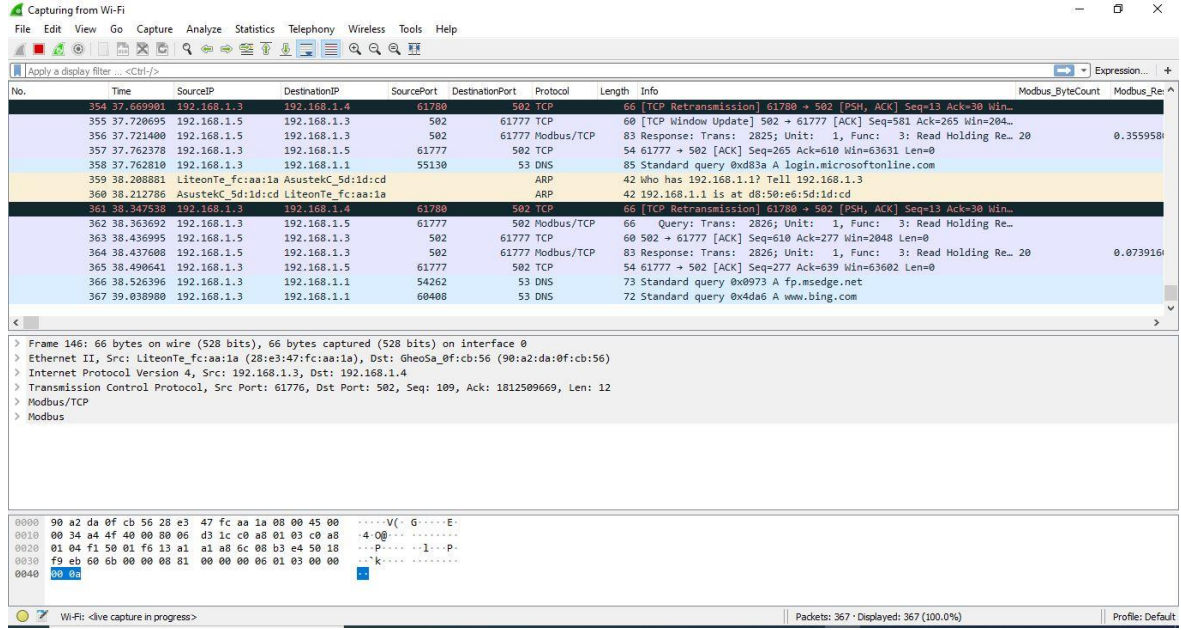 Capturing from Wi-Fi
File Edit View Go Capture Analyze Statistics Telephony Wireless Tools Help
Apply a display filter ... <Ctrl-/> Expression... +
No. Time SourceIP DestinationIP SourcePort DestinationPort Protocol Length Info Modbus_ByteCount Modbus_Re
354 37.669901 192.168.1.3 192.168.1.4 61780 502 TCP 66 [TCP Retransmission] 61780 → 502 [PSH, ACK] Seq=13 Ack=30 Win…
355 37.720695 192.168.1.5 192.168.1.3 502 61777 TCP 60 [TCP Window Update] 502 → 61777 [ACK] Seq=581 Ack=265 Win=204…
356 37.721400 192.168.1.5 192.168.1.3 502 61777 Modbus/TCP 83 Response: Trans: 2825; Unit: 1, Func: 3: Read Holding Re… 20 0.355958
357 37.762378 192.168.1.3 192.168.1.5 61777 502 TCP 54 61777 → 502 [ACK] Seq=265 Ack=610 Win=63631 Len=0
358 37.762810 192.168.1.3 192.168.1.1 55130 53 DNS 85 Standard query 0xd83a A login.microsoftonline.com
359 38.208881 LiteonTe_fc:aa:1a AsustekC_5d:1d:cd ARP 42 Who has 192.168.1.1? Tell 192.168.1.3
360 38.212786 AsustekC_5d:1d:cd LiteonTe_fc:aa:1a ARP 42 192.168.1.1 is at d8:50:e6:5d:1d:cd
361 38.347538 192.168.1.3 192.168.1.4 61780 502 TCP 66 [TCP Retransmission] 61780 → 502 [PSH, ACK] Seq=13 Ack=30 Win…
362 38.363692 192.168.1.3 192.168.1.5 61777 502 Modbus/TCP 66 Query: Trans: 2826; Unit: 1, Func: 3: Read Holding Re…
363 38.436995 192.168.1.5 192.168.1.3 502 61777 TCP 60 502 → 61777 [ACK] Seq=610 Ack=277 Win=2048 Len=0
364 38.437608 192.168.1.5 192.168.1.3 502 61777 Modbus/TCP 83 Response: Trans: 2826; Unit: 1, Func: 3: Read Holding Re… 20 0.073916
365 38.490641 192.168.1.3 192.168.1.5 61777 502 TCP 54 61777 → 502 [ACK] Seq=277 Ack=639 Win=63602 Len=0
366 38.526396 192.168.1.3 192.168.1.1 54262 53 DNS 73 Standard query 0x0973 A fp.msedge.net
367 39.038980 192.168.1.3 192.168.1.1 60408 53 DNS 72 Standard query 0x4da6 A www.bing.com
> Frame 146: 66 bytes on wire (528 bits), 66 bytes captured (528 bits) on interface 0
> Ethernet II, Src: LiteonTe_fc:aa:1a (28:e3:47:fc:aa:1a), Dst: GheoSa_0f:cb:56 (90:a2:da:0f:cb:56)
> Internet Protocol Version 4, Src: 192.168.1.3, Dst: 192.168.1.4
> Transmission Control Protocol, Src Port: 61776, Dst Port: 502, Seq: 109, Ack: 1812509669, Len: 12
> Modbus/TCP
> Modbus
0000 90 a2 da 0f cb 56 28 e3 47 fc aa 1a 08 00 45 00 ·····V(· G·····E·
0010 00 34 a4 4f 40 00 80 06 d3 1c c0 a8 01 03 c0 a8 ·4·O@··· ········
0020 01 04 f1 50 01 f6 13 a1 a1 a8 6c 08 b3 e4 50 18 ···P···· ··l···P·
0030 f9 eb 60 6b 00 00 08 81 00 00 00 06 01 03 00 00 ··`k···· ········
0040 00 0a ··
Wi-Fi: <live capture in progress> Packets: 367 · Displayed: 367 (100.0%) Profile: Default